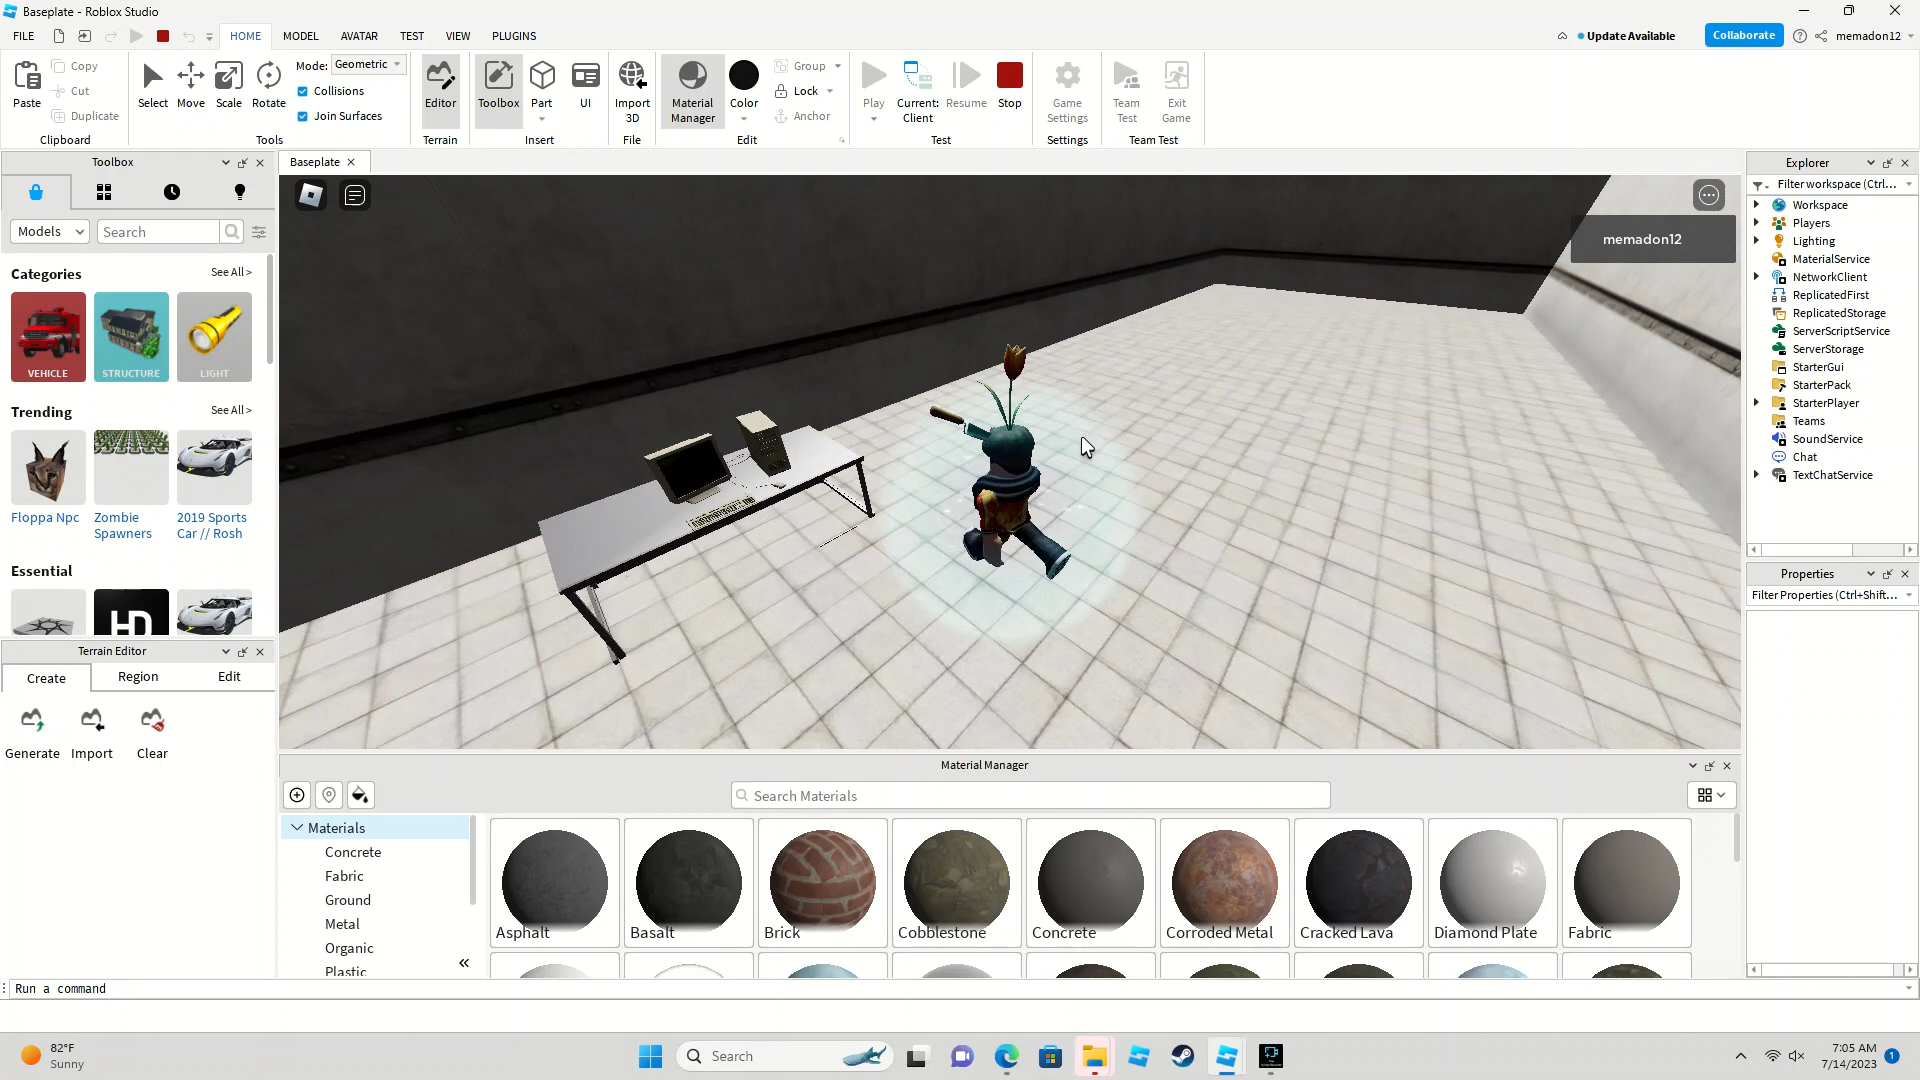 Baseplate - Roblox Studio
FILE HOME MODEL AVATAR TEST VIEW PLUGINS Update Available Collaborate memadon12
Copy
Cut
Duplicate
Paste
Clipboard
Select Move Scale Rotate
Mode: Geometric
Collisions
Join Surfaces
Tools
Editor
Terrain
Toolbox Part UI
Insert
Import 3D
File
Material Manager
Color
Group
Lock
Anchor
Edit
Play
Current: Client
Resume
Stop
Test
Game Settings
Settings
Team Test
Exit Game
Team Test
Toolbox
Models Search
Categories See All >
VEHICLE STRUCTURE LIGHT
Trending See All >
Floppa Npc
Zombie Spawners
2019 Sports Car // Rosh
Essential
HD
Terrain Editor
Create Region Edit
Generate Import Clear
Baseplate
memadon12
Explorer
Filter workspace (Ctrl...
Workspace
Players
Lighting
MaterialService
NetworkClient
ReplicatedFirst
ReplicatedStorage
ServerScriptService
ServerStorage
StarterGui
StarterPack
StarterPlayer
Teams
SoundService
Chat
TextChatService
Properties
Filter Properties (Ctrl+Shift...
Material Manager
Search Materials
Materials
Concrete
Fabric
Ground
Metal
Organic
Plastic
Asphalt Basalt Brick Cobblestone Concrete Corroded Metal Cracked Lava Diamond Plate Fabric
Run a command
82°F
Sunny
Search
7:05 AM
7/14/2023
1